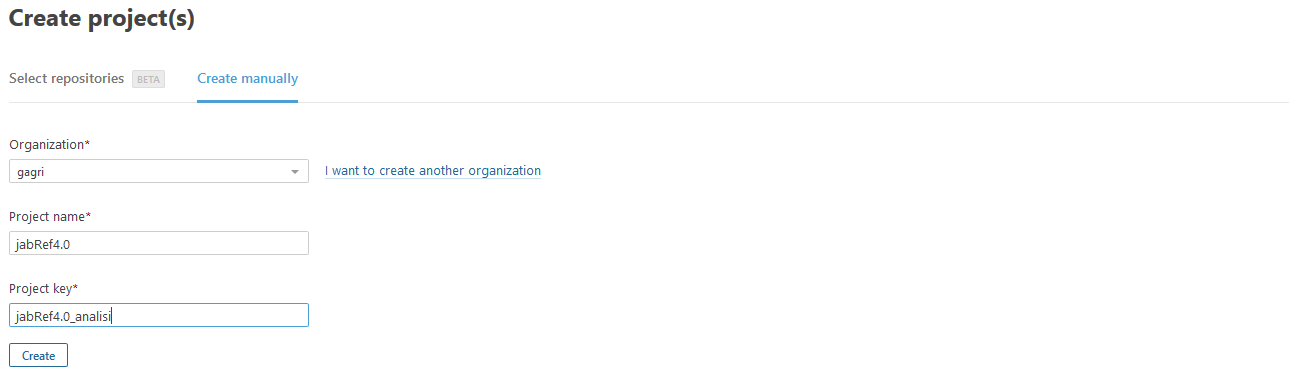 Create project(s)
Select repositories BETA Create manually
Organization*
gagri I want to create another organization
Project name*
jabRef4.0
Project key*
jabRef4.0_analisi
Create